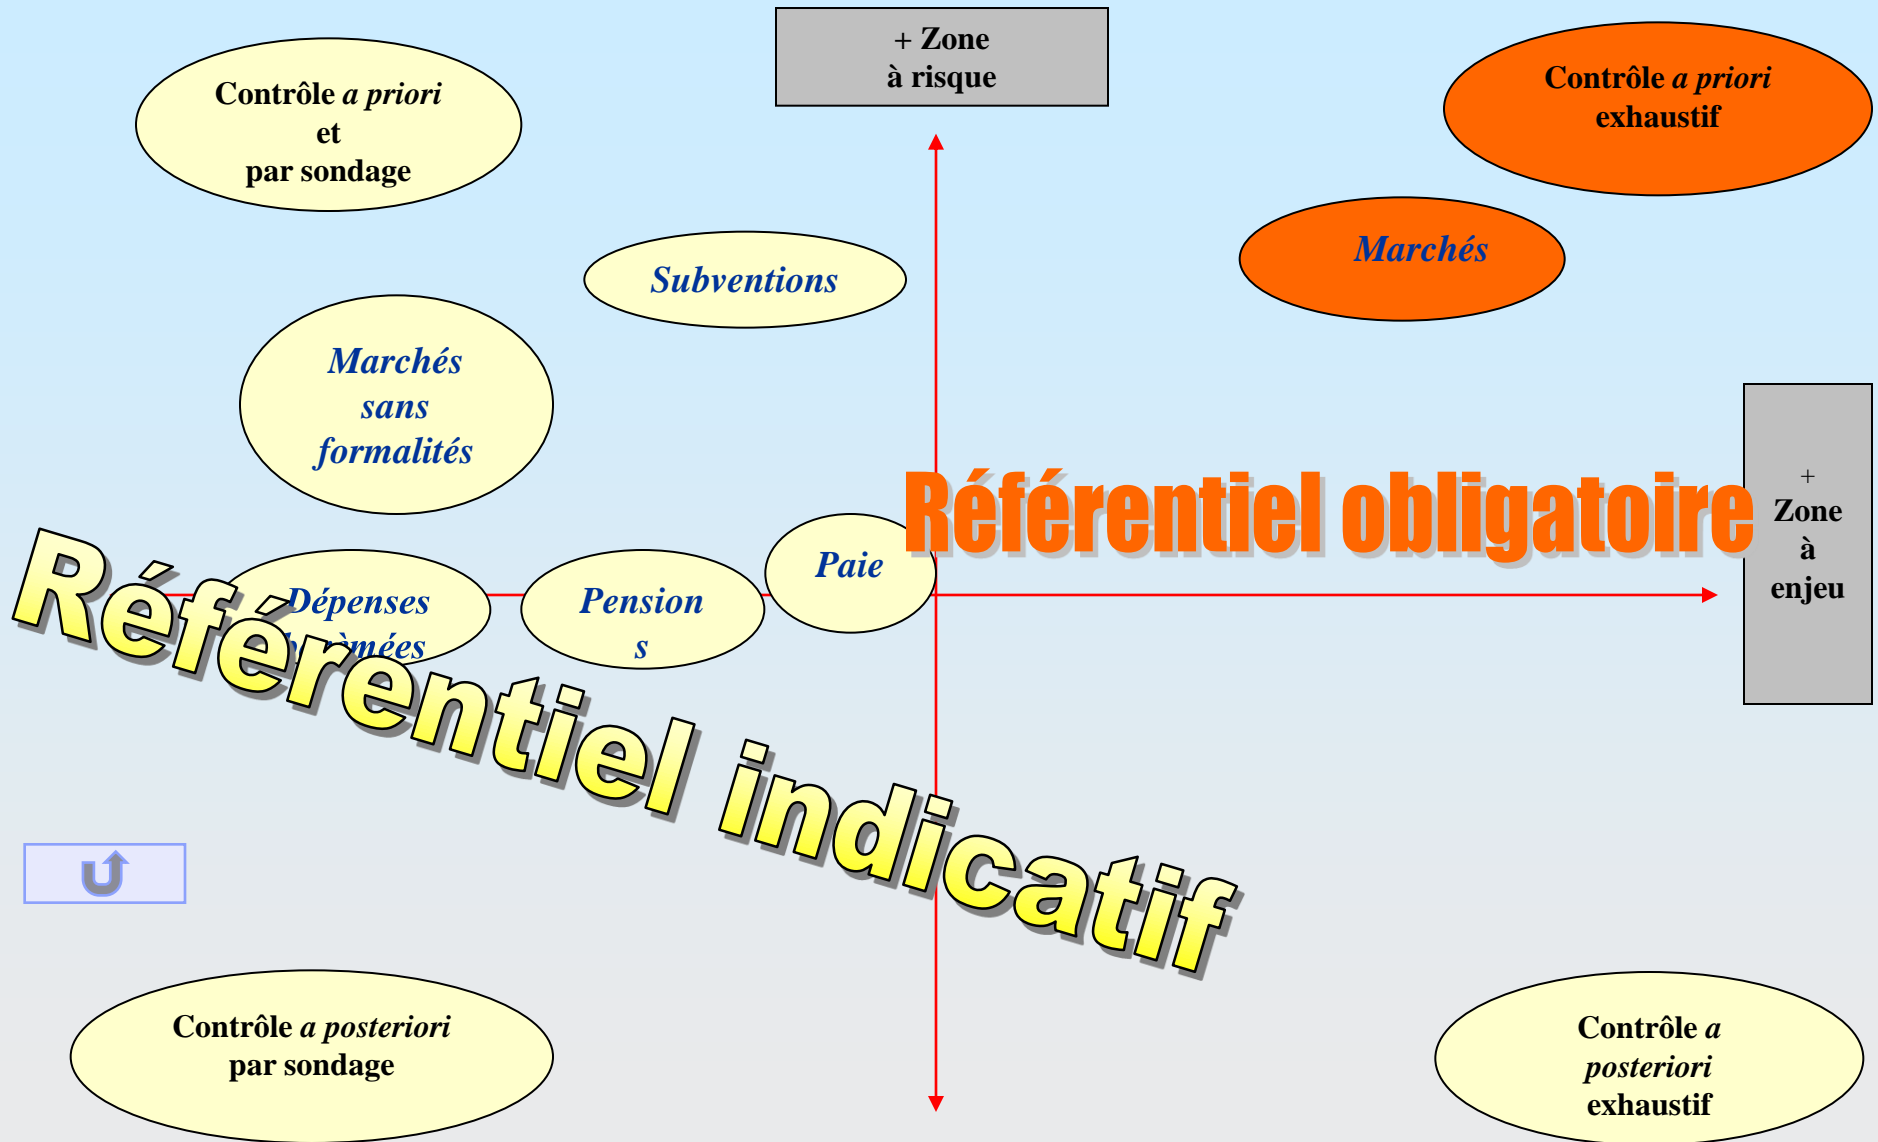 + Zone
à risque
Contrôle a priori
et
par sondage
Contrôle a priori
exhaustif
Subventions
Marchés
Marchés
sans
formalités
Référentiel obligatoire
+
Zone
à
enjeu
Paie
Dépenses
Pension
s
Référentiel indicatif
Contrôle a posteriori
par sondage
Contrôle a
posteriori
exhaustif